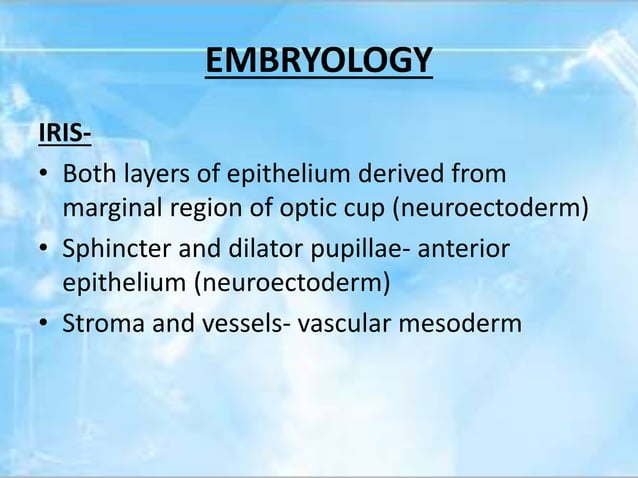 EMBRYOLOGY
IRIS-
• Both layers of epithelium derived from
marginal region of optic cup (neuroectoderm)
• Sphincter and dilator pupillae- anterior
epithelium (neuroectoderm)
• Stroma and vessels- vascular mesoderm